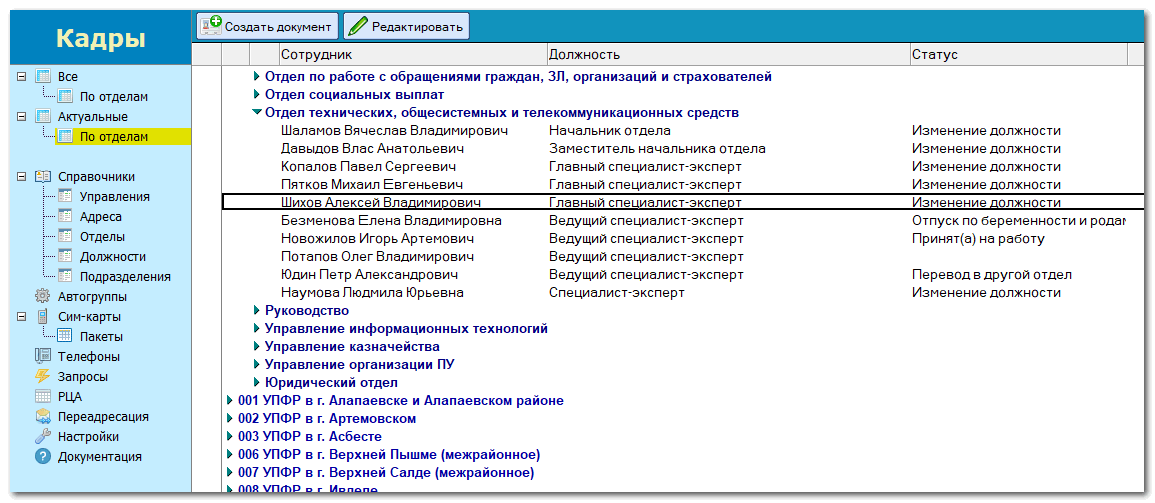 Кадры
Создать документ Редактировать
Сотрудник Должность Статус
Все
По отделам
Актуальные
По отделам
Справочники
Управления
Адреса
Отделы
Должности
Подразделения
Автогруппы
Сим-карты
Пакеты
Телефоны
Запросы
РЦА
Переадресация
Настройки
Документация
Отдел по работе с обращениями граждан, ЗЛ, организаций и страхователей
Отдел социальных выплат
Отдел технических, общесистемных и телекоммуникационных средств
Шаламов Вячеслав Владимирович Начальник отдела Изменение должности
Давыдов Влас Анатольевич Заместитель начальника отдела Изменение должности
Копалов Павел Сергеевич Главный специалист-эксперт Изменение должности
Пятков Михаил Евгеньевич Главный специалист-эксперт Изменение должности
Шихов Алексей Владимирович Главный специалист-эксперт Изменение должности
Безменова Елена Владимировна Ведущий специалист-эксперт Отпуск по беременности и родам
Новожилов Игорь Артемович Ведущий специалист-эксперт Принят(а) на работу
Потапов Олег Владимирович Ведущий специалист-эксперт
Юдин Петр Александрович Ведущий специалист-эксперт Перевод в другой отдел
Наумова Людмила Юрьевна Специалист-эксперт Изменение должности
Руководство
Управление информационных технологий
Управление казначейства
Управление организации ПУ
Юридический отдел
001 УПФР в г. Алапаевске и Алапаевском районе
002 УПФР в г. Артемовском
003 УПФР в г. Асбесте
006 УПФР в г. Верхней Пышме (межрайонное)
007 УПФР в г. Верхней Салде (межрайонное)
008 УПФР в г. Ивделе